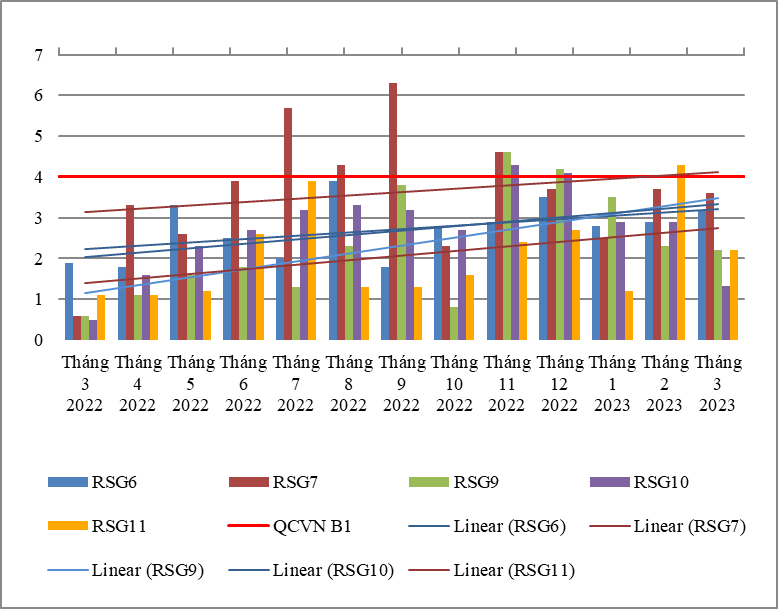 7
6
5
4
3
2
1
0
Tháng Tháng Tháng Tháng Tháng Tháng Tháng Tháng Tháng Tháng Tháng Tháng Tháng
3 4 5 6 7 8 9 10 11 12 1 2 3
2022 2022 2022 2022 2022 2022 2022 2022 2022 2022 2023 2023 2023
RSG6 RSG7 RSG9 RSG10
RSG11 QCVN B1 Linear (RSG6) Linear (RSG7)
Linear (RSG9) Linear (RSG10) Linear (RSG11)